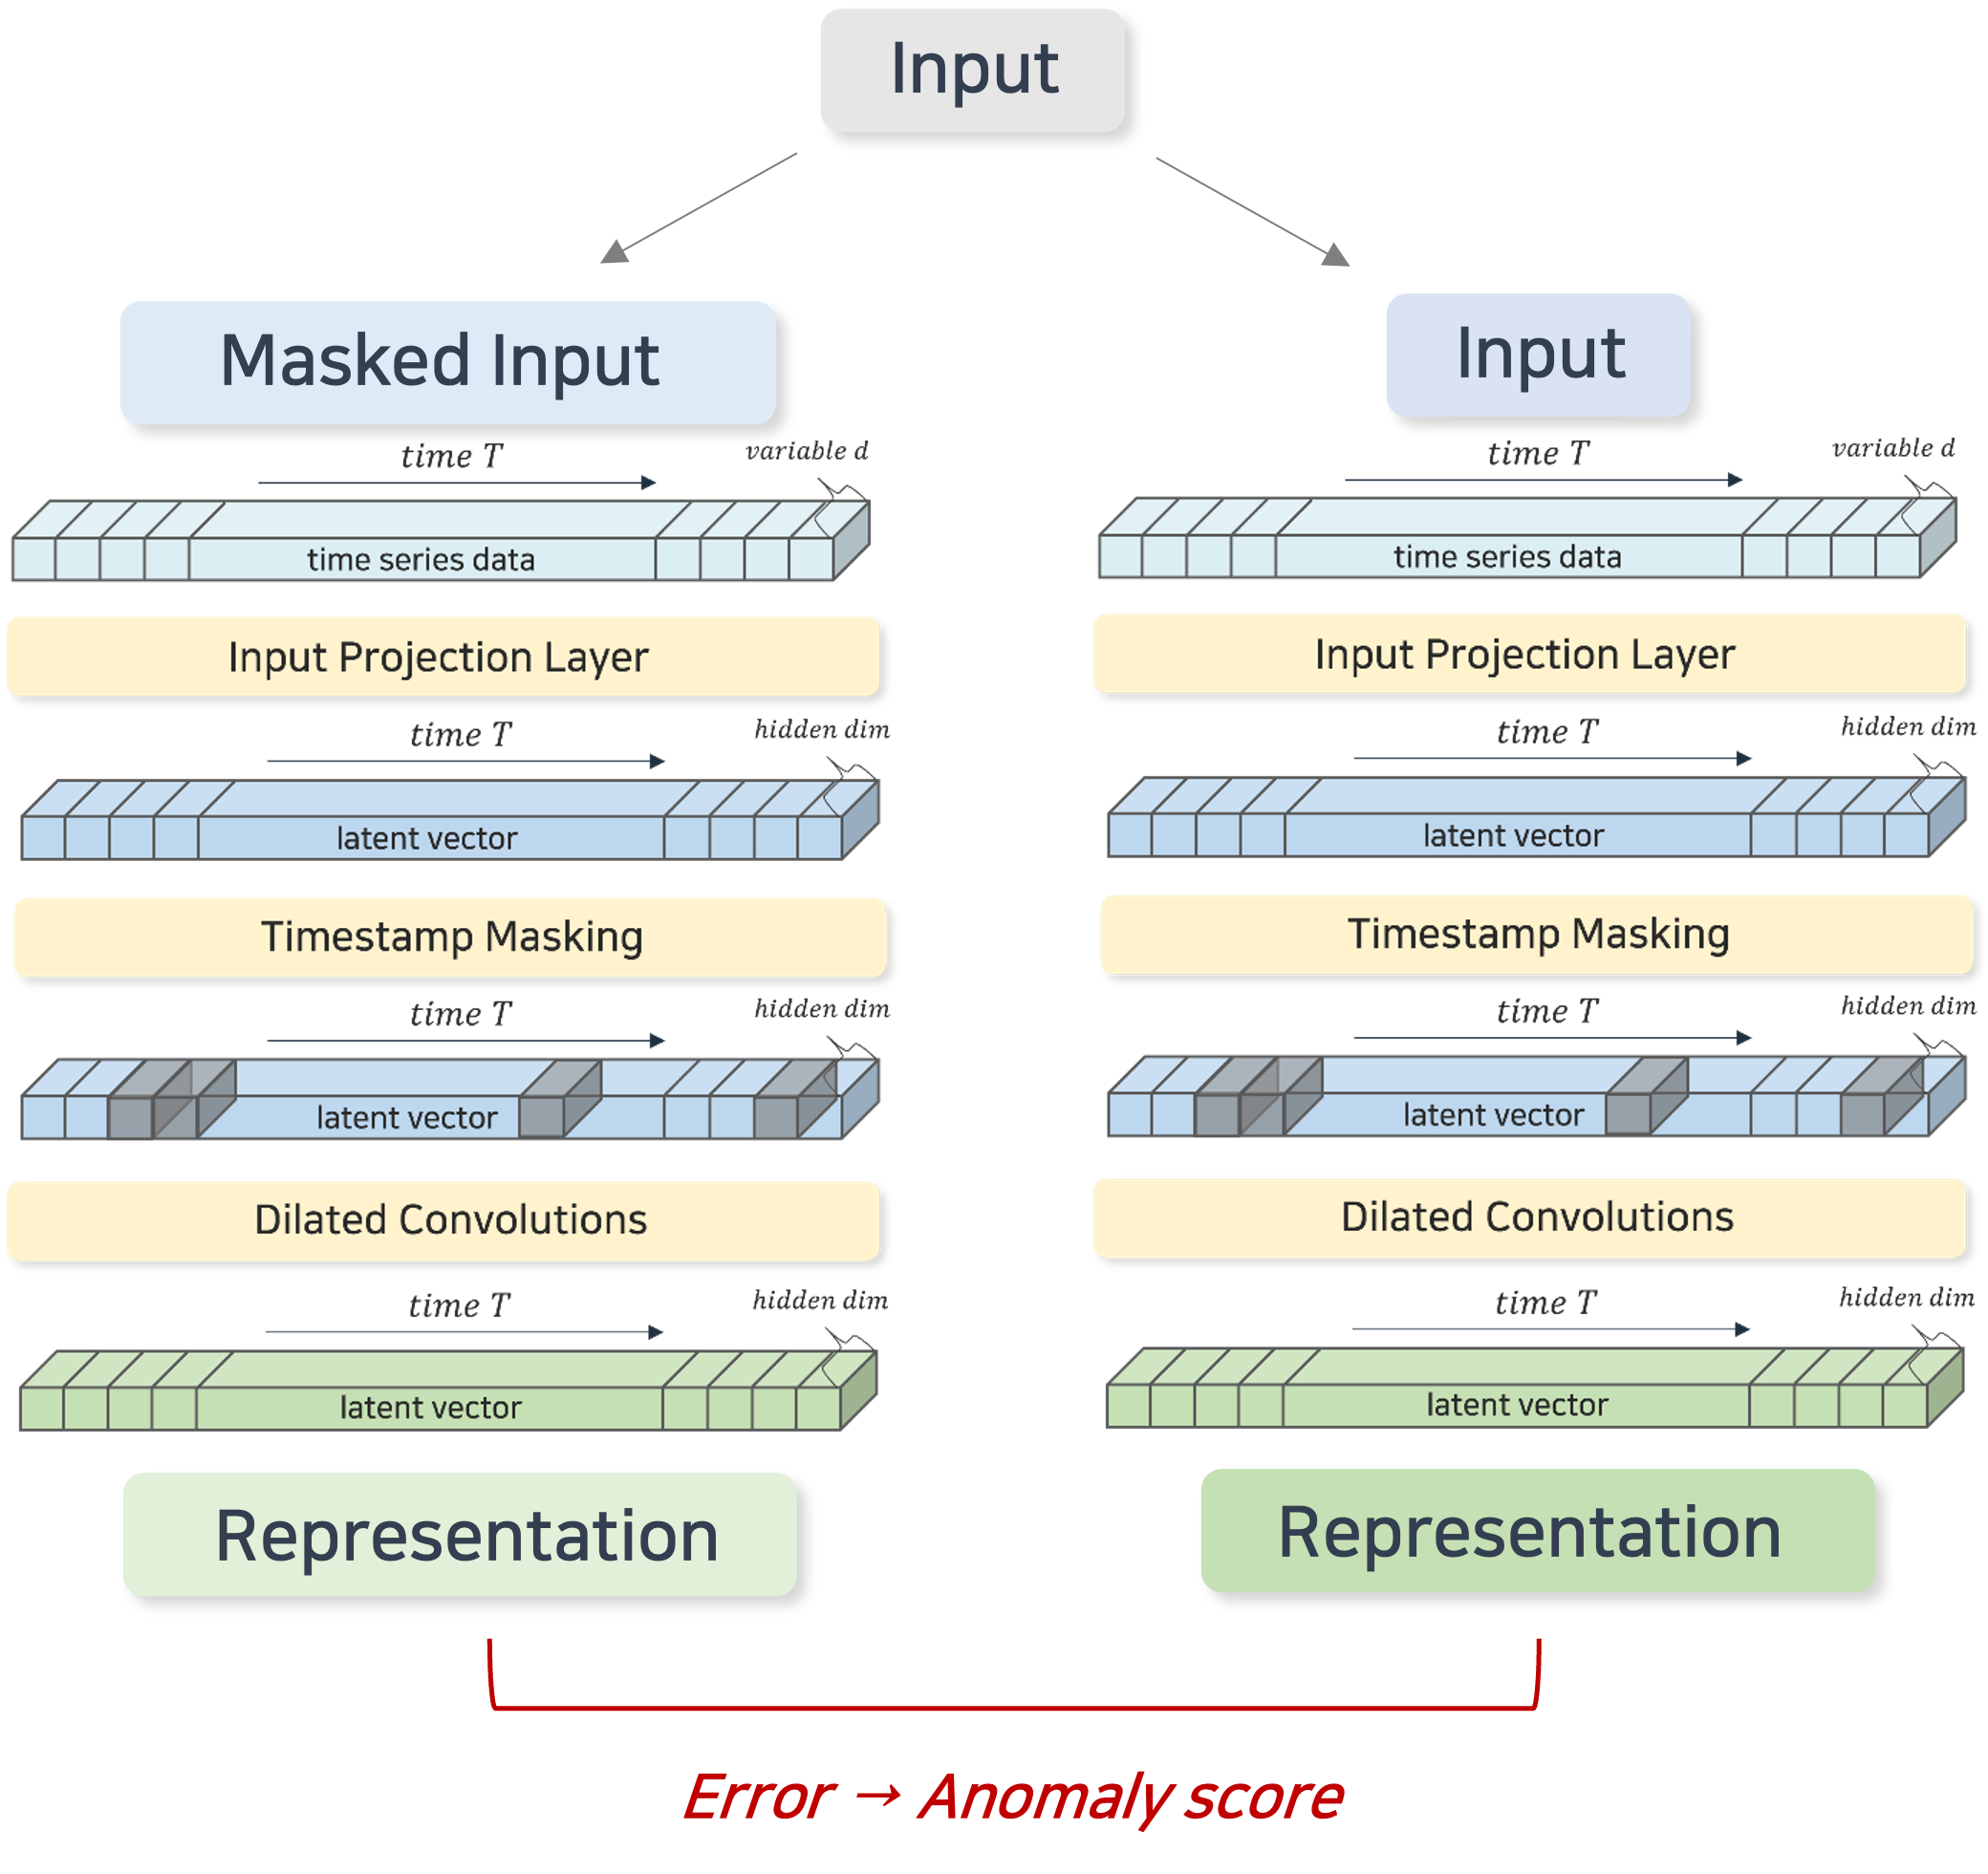 Input
Masked Input
time T
variable d
time series data
Input Projection Layer
time T
hidden dim
latent vector
Timestamp Masking
time T
hidden dim
latent vector
Dilated Convolutions
time T
hidden dim
latent vector
Representation
Input
time T
variable d
time series data
Input Projection Layer
time T
hidden dim
latent vector
Timestamp Masking
time T
hidden dim
latent vector
Dilated Convolutions
time T
hidden dim
latent vector
Representation
Error → Anomaly score